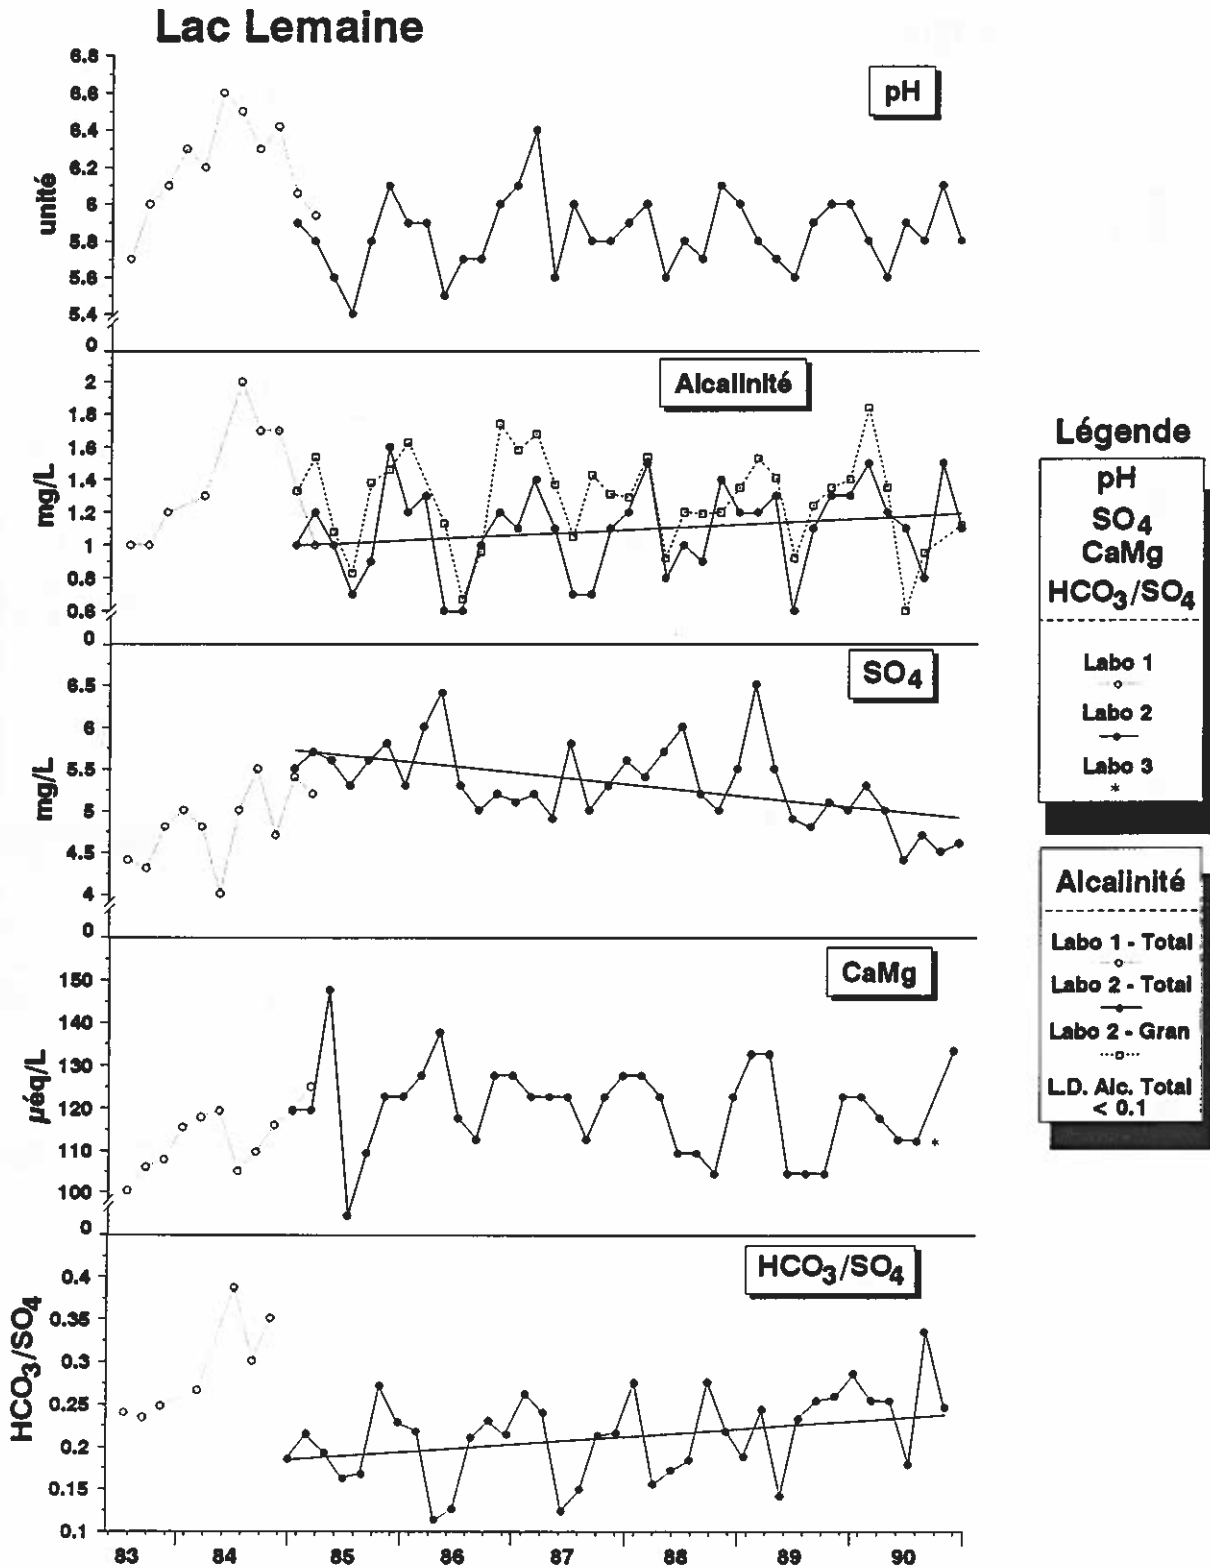 Lac Lemaine
pH
unité
6.8
6.6
6.4
6.2
6
5.8
5.6
5.4
0
Alcalinité
mg/L
2
1.8
1.6
1.4
1.2
1
0.8
0.6
0
SO4
mg/L
6.5
6
5.5
5
4.5
4
0
CaMg
µéq/L
150
140
130
120
110
100
0
HCO3/SO4
HCO3/SO4
0.4
0.35
0.3
0.25
0.2
0.15
0.1
83 84 85 86 87 88 89 90
Légende
pH
SO4
CaMg
HCO3/SO4
Labo 1
Labo 2
Labo 3
*
Alcalinité
Labo 1 - Total
Labo 2 - Total
Labo 2 - Gran
L.D. Alc. Total
< 0.1